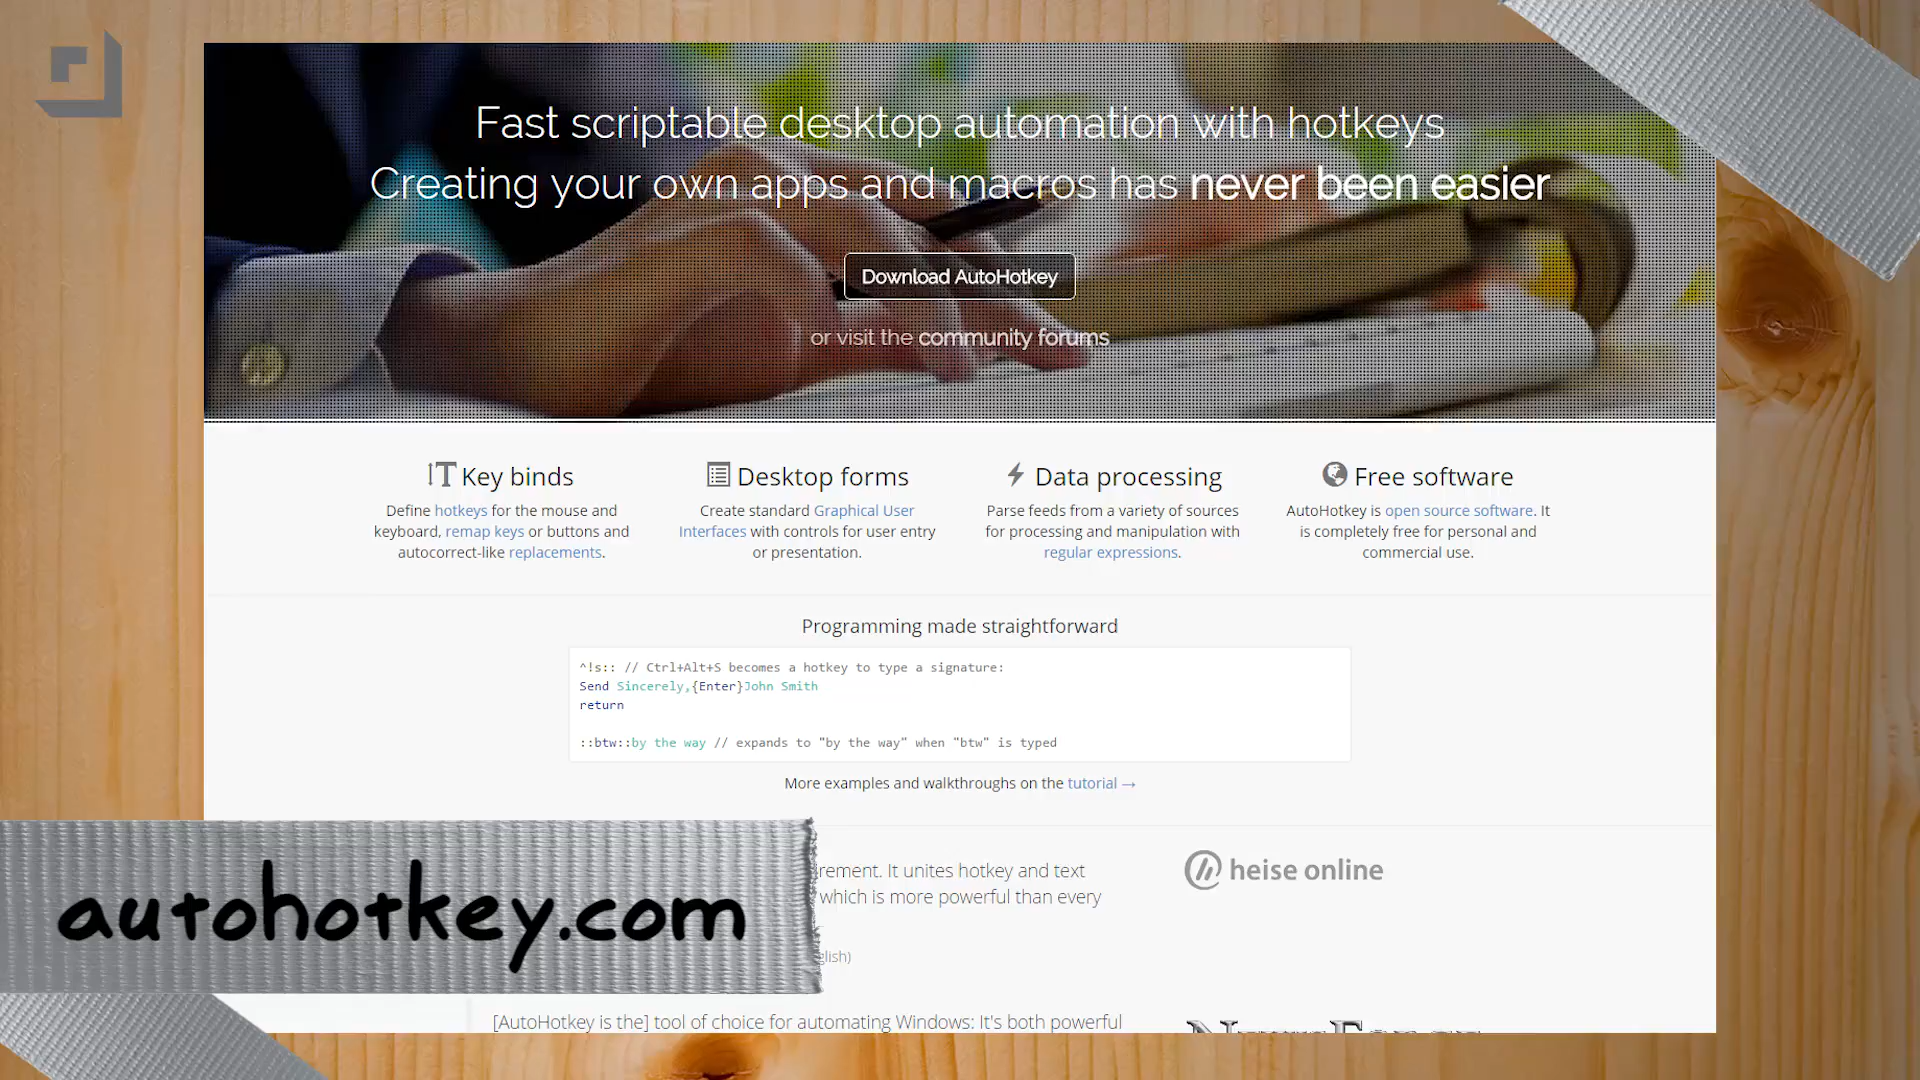 Fast scriptable desktop automation with hotkeys
Creating your own apps and macros has never been easier
Download AutoHotkey
or visit the community forums
Key binds
Define hotkeys for the mouse and
keyboard, remap keys or buttons and
autocorrect-like replacements.
Desktop forms
Create standard Graphical User
Interfaces with controls for user entry
or presentation.
Data processing
Parse feeds from a variety of sources
for processing and manipulation with
regular expressions.
Free software
AutoHotkey is open source software. It
is completely free for personal and
commercial use.
Programming made straightforward
^!s:: // Ctrl+Alt+S becomes a hotkey to type a signature:
Send Sincerely,{Enter}John Smith
return
::btw::by the way // expands to "by the way" when "btw" is typed
More examples and walkthroughs on the tutorial →
It unites hotkey and text
which is more powerful than every
heise online
autohotkey.com
[AutoHotkey is the] tool of choice for automating Windows: It's both powerful